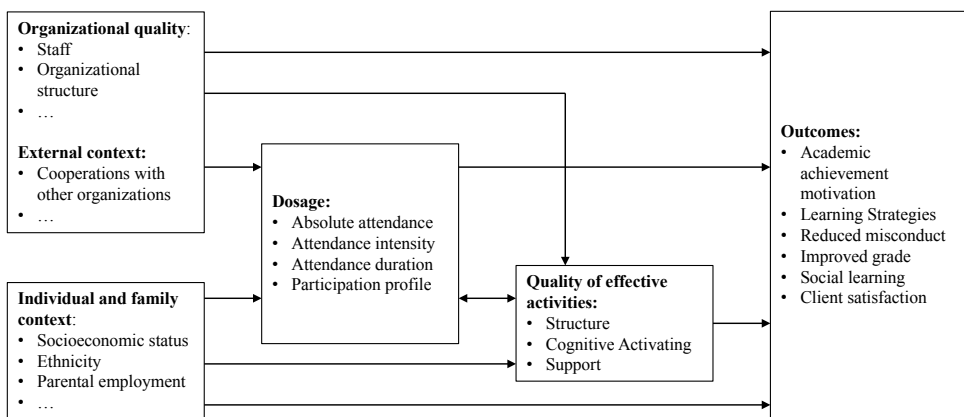 Organizational quality:
• Staff
• Organizational
structure
• …
External context:
• Cooperations with
other organizations
• …
Individual and family
context:
• Socioeconomic status
• Ethnicity
• Parental employment
• …
Dosage:
• Absolute attendance
• Attendance intensity
• Attendance duration
• Participation profile
Quality of effective
activities:
• Structure
• Cognitive Activating
• Support
Outcomes:
• Academic
achievement
motivation
• Learning Strategies
• Reduced misconduct
• Improved grade
• Social learning
• Client satisfaction